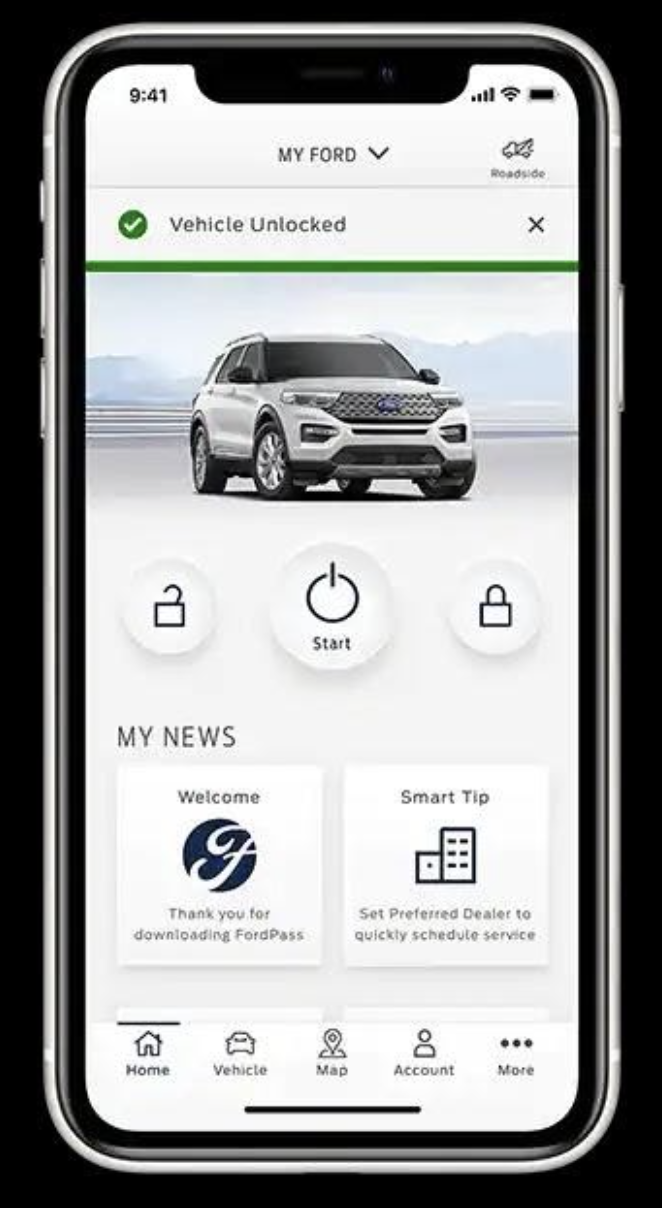 9:41
MY FORD
Roadside
Vehicle Unlocked
Start
MY NEWS
Welcome
Smart Tip
Thank you for
downloading FordPass
Set Preferred Dealer to
quickly schedule service
Home
Vehicle
Map
Account
More